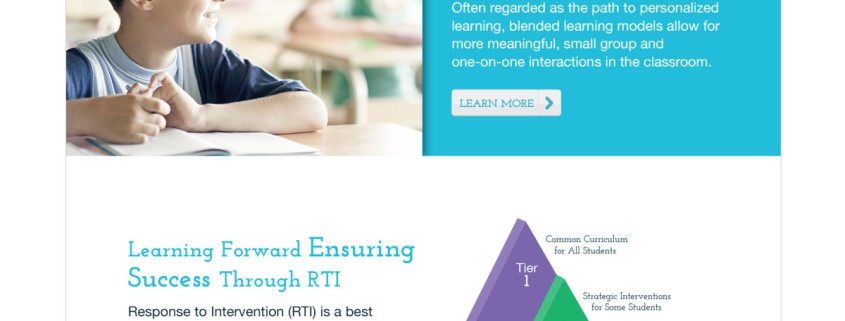 Often regarded as the path to personalized
learning, blended learning models allow for
more meaningful, small group and
one-on-one interactions in the classroom.
LEARN MORE
Learning Forward Ensuring
Success Through RTI
Response to Intervention (RTI) is a best
Common Curriculum
for All Students
Tier
1
Strategic Interventions
for Some Students